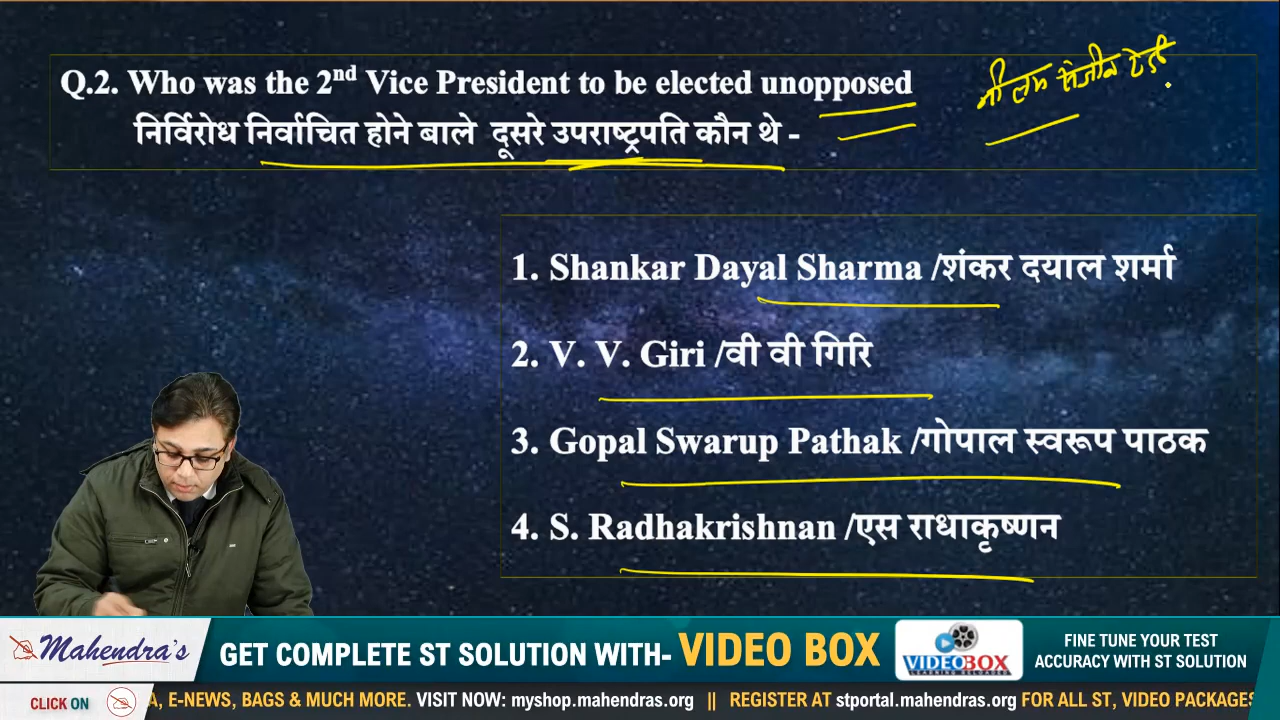 Q.2. Who was the 2nd Vice President to be elected unopposed
नीलम संजीव रेड्डी
निर्विरोध निर्वाचित होने बाले दूसरे उपराष्ट्रपति कौन थे -
1. Shankar Dayal Sharma /शंकर दयाल शर्मा
2. V. V. Giri /वी वी गिरि
3. Gopal Swarup Pathak /गोपाल स्वरूप पाठक
4. S. Radhakrishnan /एस राधाकृष्णन
Mahendra's
GET COMPLETE ST SOLUTION WITH- VIDEO BOX
VIDEOBOX
LEARNING RELOADED
FINE TUNE YOUR TEST
ACCURACY WITH ST SOLUTION
CLICK ON
A, E-NEWS, BAGS & MUCH MORE. VISIT NOW: myshop.mahendras.org || REGISTER AT stportal.mahendras.org FOR ALL ST, VIDEO PACKAGES